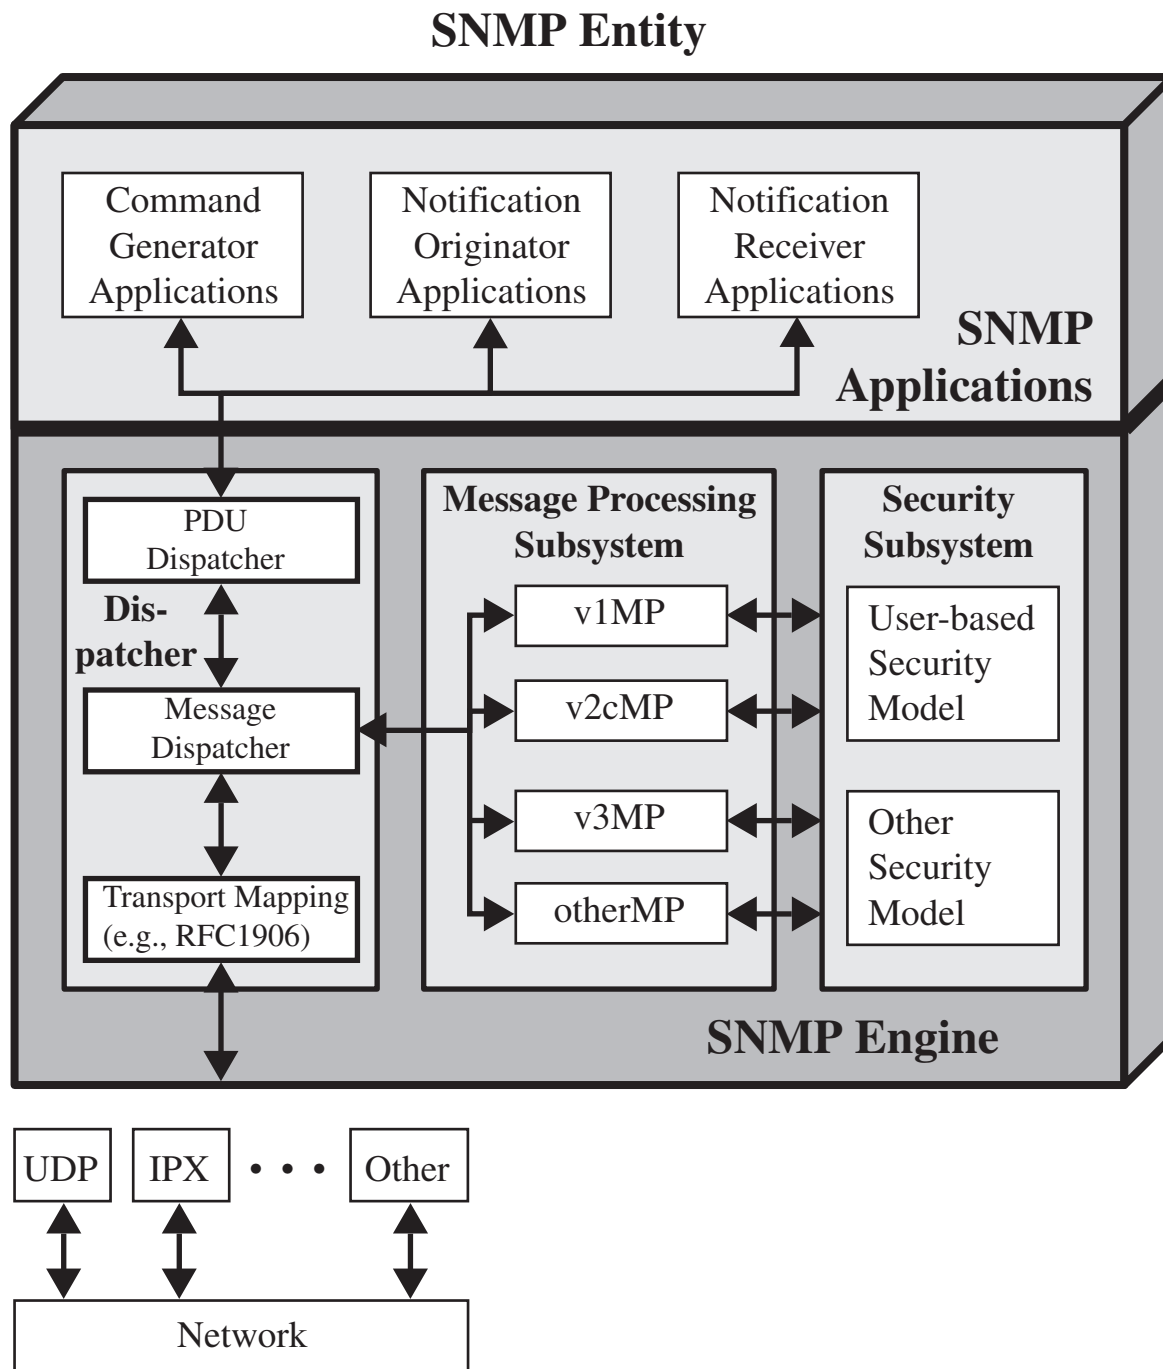 SNMP Entity
Command
Generator
Applications
Notification
Originator
Applications
Notification
Receiver
Applications
SNMP
Applications
PDU
Dispatcher
Dis-
patcher
Message
Dispatcher
Transport Mapping
(e.g., RFC1906)
Message Processing
Subsystem
v1MP
v2cMP
v3MP
otherMP
Security
Subsystem
User-based
Security
Model
Other
Security
Model
SNMP Engine
UDP
IPX
• • •
Other
Network